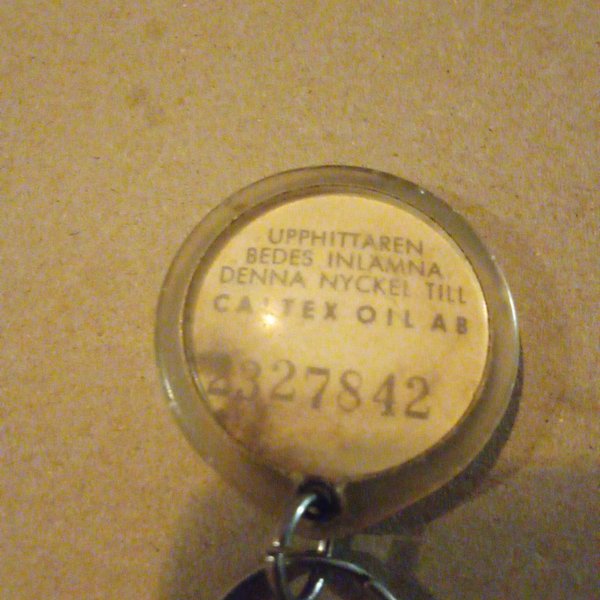 UPPHITTAREN
BEDES INLÄMNA
DENNA NYCKEL TILL
CALTEX OIL AB
2327842